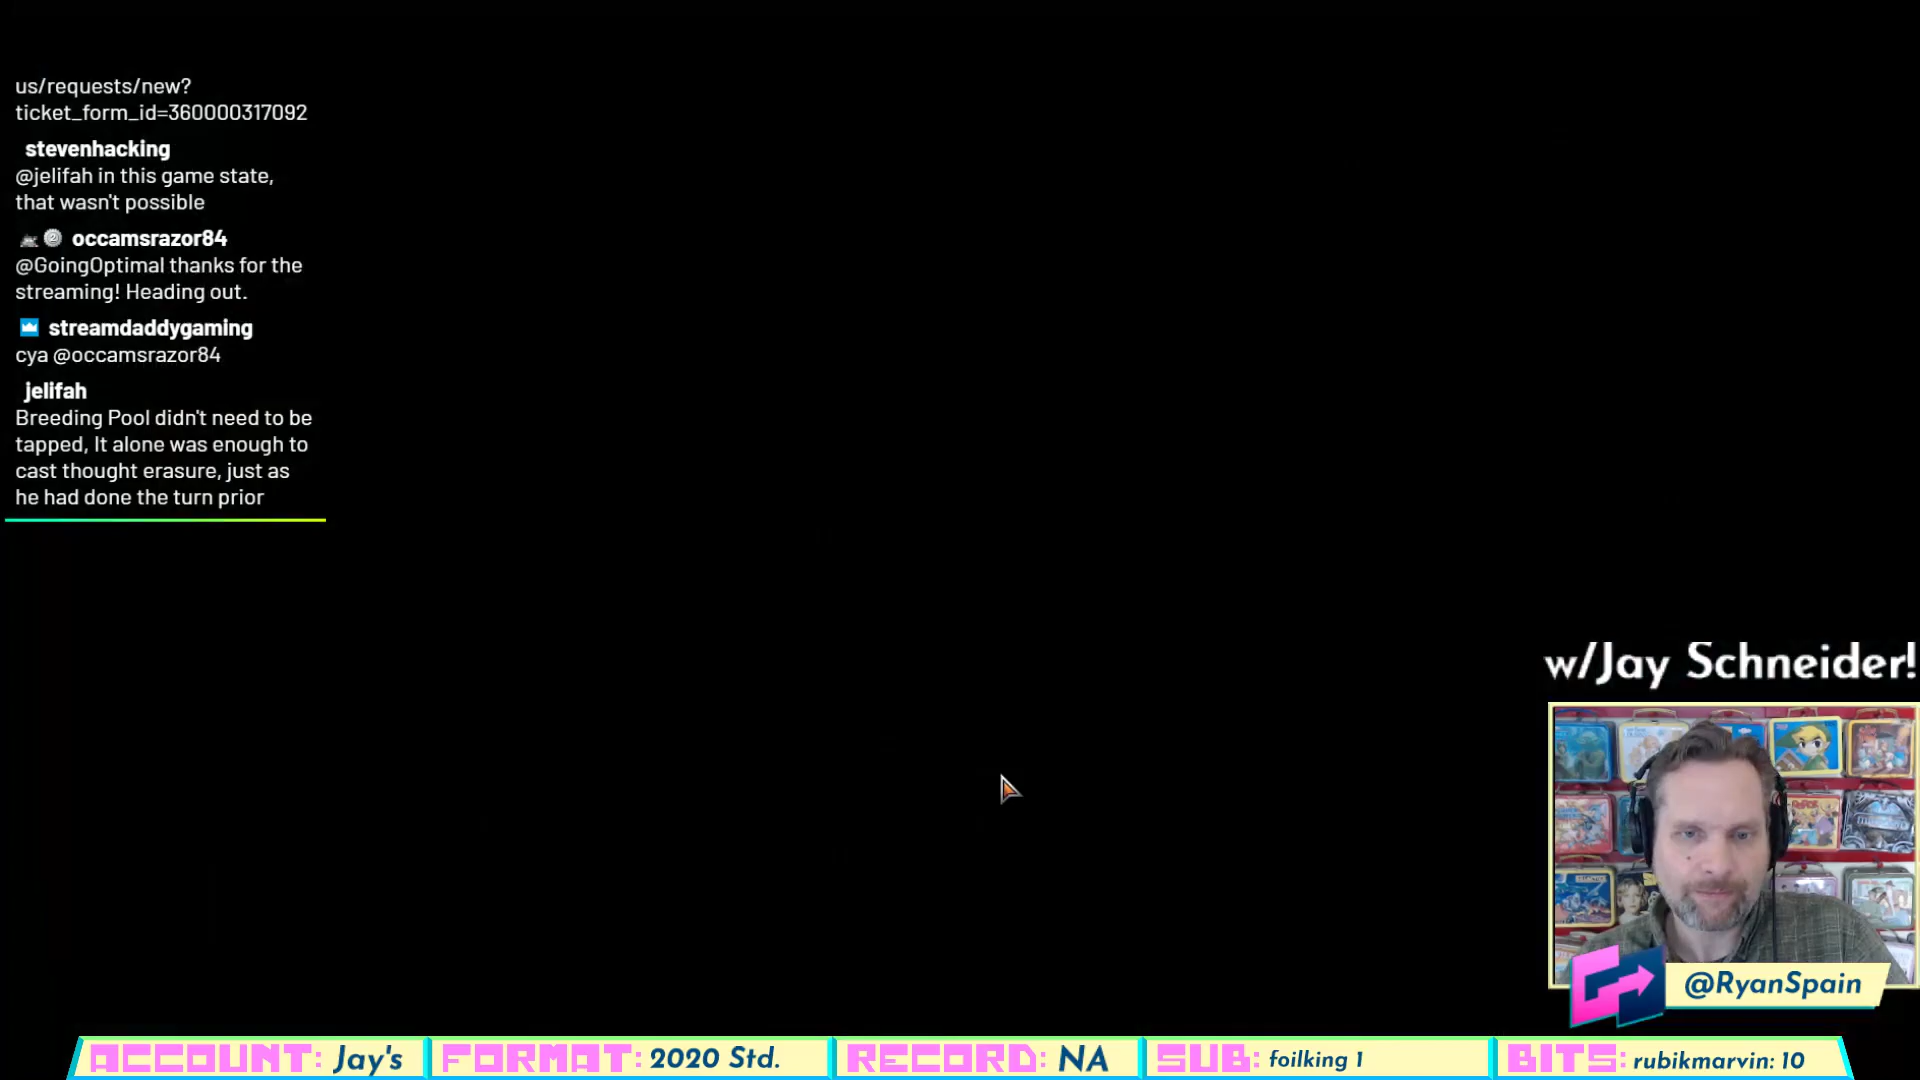 us/requests/new?
ticket_form_id=360000317092
stevenhacking
@jelifah in this game state,
that wasn't possible
occamsrazor84
@GoingOptimal thanks for the
streaming! Heading out.
streamdaddygaming
cya @occamsrazor84
jelifah
Breeding Pool didn't need to be
tapped, It alone was enough to
cast thought erasure, just as
he had done the turn prior
w/Jay Schneider!
@RyanSpain
ACCOUNT: Jay's
FORMAT: 2020 Std.
RECORD: NA
SUB: foilking 1
BITS: rubikmarvin: 10